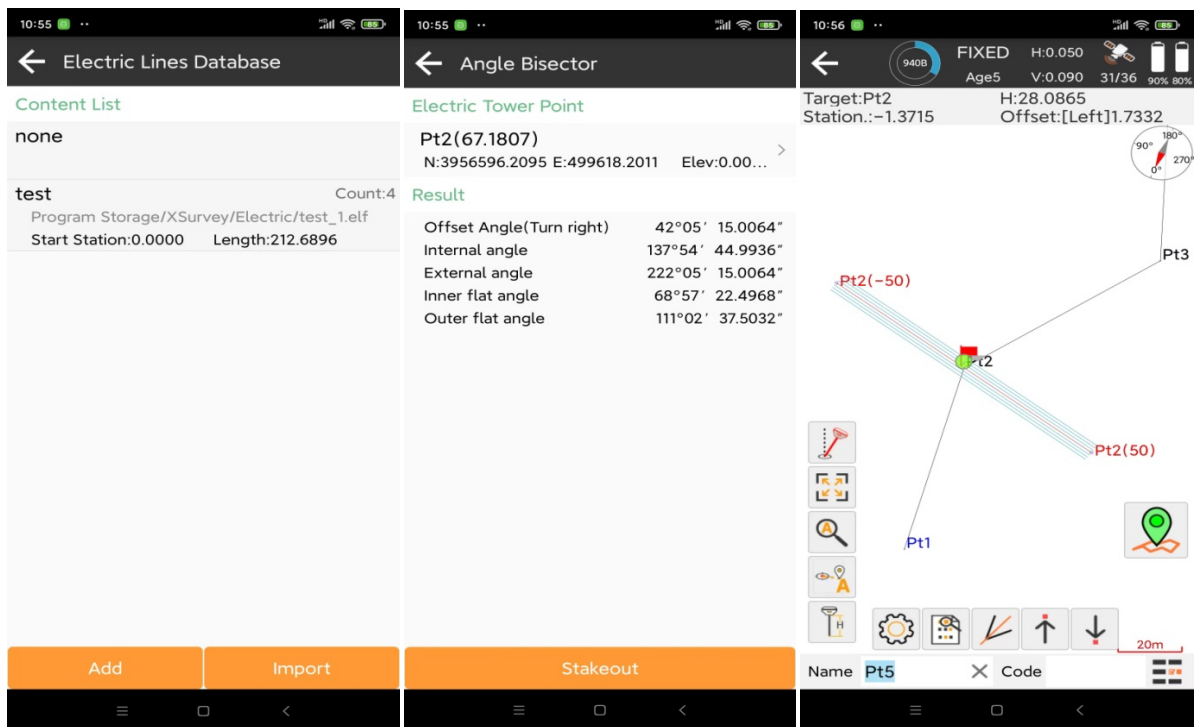 10:55 ·· 85
Electric Lines Database
Content List
none
test Count:4
Program Storage/XSurvey/Electric/test_1.elf
Start Station:0.0000 Length:212.6896
Add Import
10:55 ·· 85
Angle Bisector
Electric Tower Point
Pt2(67.1807)
N:3956596.2095 E:499618.2011 Elev:0.00...
Result
Offset Angle(Turn right) 42°05′ 15.0064″
Internal angle 137°54′ 44.9936″
External angle 222°05′ 15.0064″
Inner flat angle 68°57′ 22.4968″
Outer flat angle 111°02′ 37.5032″
Stakeout
10:56 ·· 85
940B FIXED H:0.050
Age5 V:0.090 31/36 90% 80%
Target:Pt2 H:28.0865
Station.:-1.3715 Offset:[Left]1.7332
180°
90° 270°
0°
Pt3
Pt2(-50)
Pt2
Pt2(50)
Pt1
A
A
H
20m
Name Pt5 Code